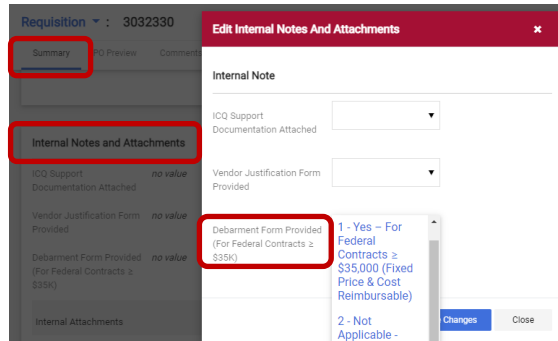 Requisition : 3032330
Summary PO Preview Comments
Internal Notes and Attachments
ICQ Support no value
Documentation Attached
Vendor Justification Form no value
Provided
Debarment Form Provided no value
(For Federal Contracts ≥
$35K)
Internal Attachments
Edit Internal Notes And Attachments ×
Internal Note
ICQ Support
Documentation Attached
Vendor Justification Form
Provided
Debarment Form Provided
(For Federal Contracts ≥
$35K)
1 - Yes – For
Federal
Contracts ≥
$35,000 (Fixed
Price & Cost
Reimbursable)
2 - Not
Applicable -
Changes Close